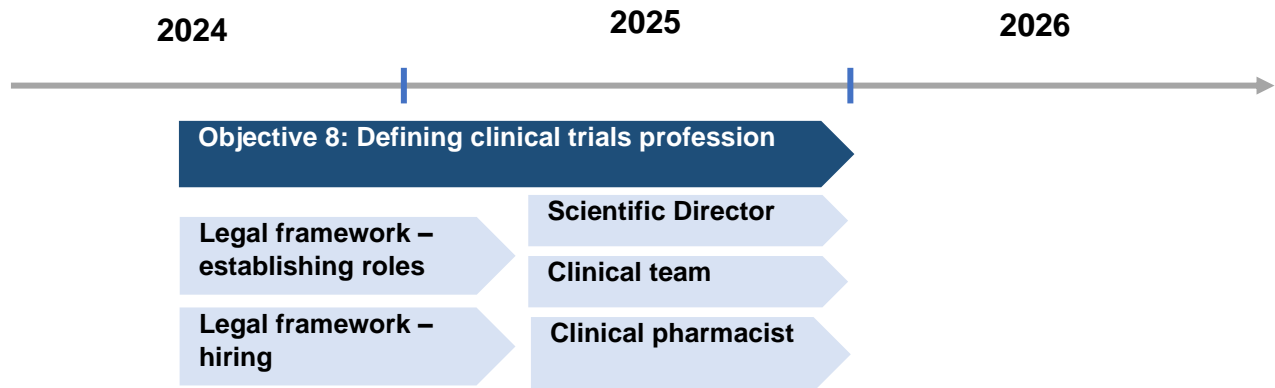 2024
2025
2026
Objective 8: Defining clinical trials profession
Legal framework –
establishing roles
Legal framework –
hiring
Scientific Director
Clinical team
Clinical pharmacist